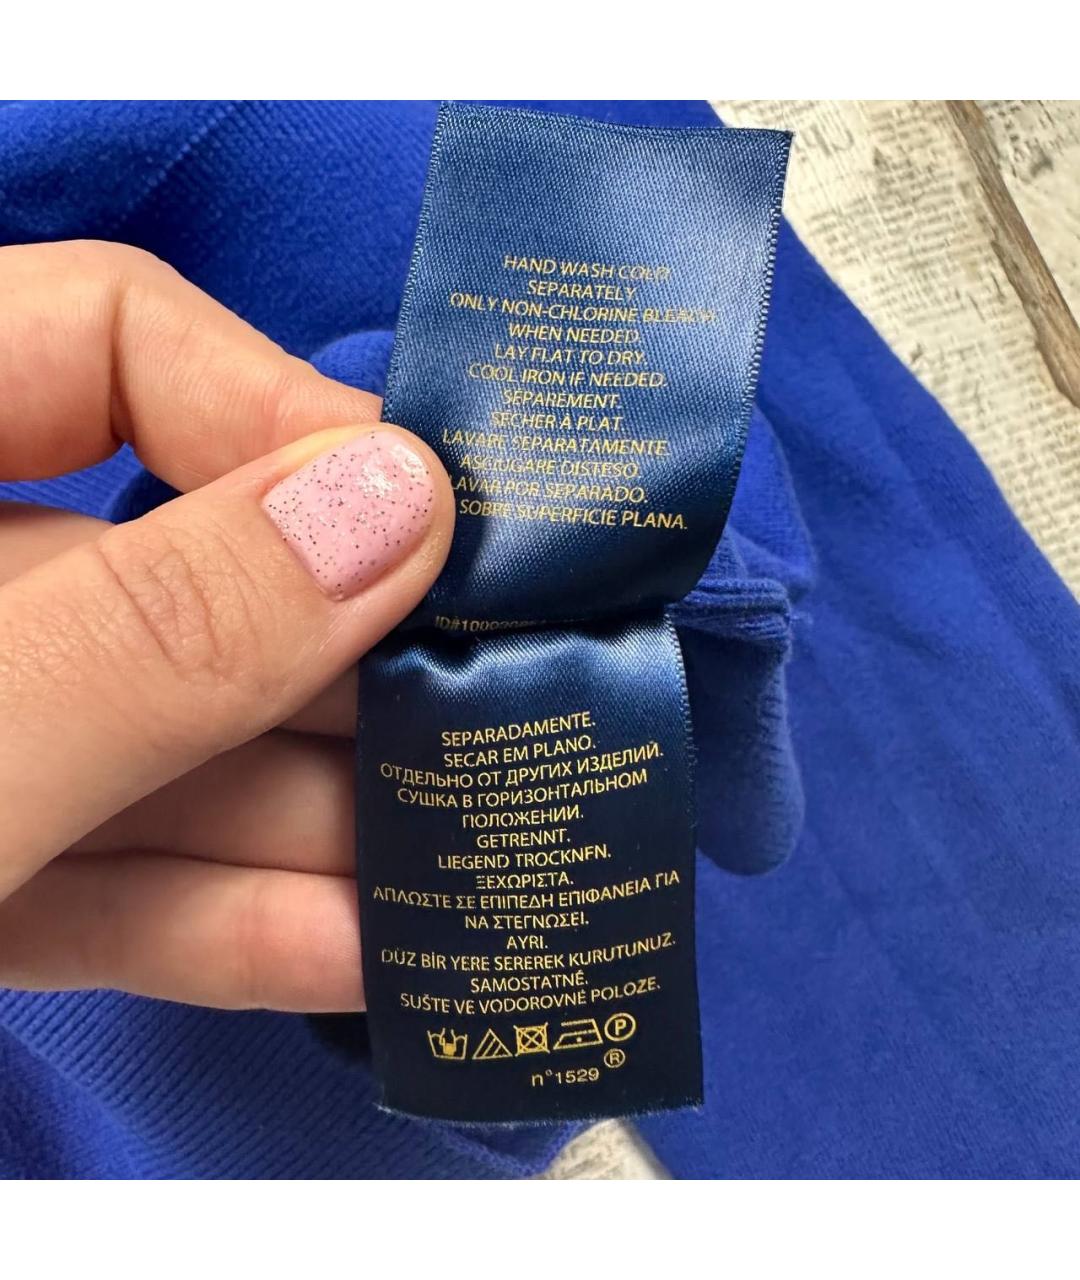 HAND WASH COLD
SEPARATELY
ONLY NON-CHLORINE BLEACH
WHEN NEEDED.
LAY FLAT TO DRY.
COOL IRON IF NEEDED.
SEPAREMENT.
SECHER À PLAT.
LAVARE SEPARATAMENTE.
ASCIUGARE DISTESO.
LAVAR POR SEPARADO.
SOBRE SUPERFICIE PLANA.
SEPARADAMENTE.
SECAR EM PLANO.
ОТДЕЛЬНО ОТ ДРУГИХ ИЗДЕЛИЙ.
СУШКА В ГОРИЗОНТАЛЬНОМ
ПОЛОЖЕНИИ.
GETRENNT.
LIEGEND TROCKNEN.
ΞΕΧΩΡΙΣΤΑ.
ΑΠΛΩΣΤΕ ΣΕ ΕΠΙΠΕΔΗ ΕΠΙΦΑΝΕΙΑ ΓΙΑ
ΝΑ ΣΤΕΓΝΩΣΕΙ.
AYRI.
DÜZ BİR YERE SEREREK KURUTUNUZ.
SAMOSTATNĚ.
SUŠTE VE VODOROVNÉ POLOZE.
P
n°1529 ®